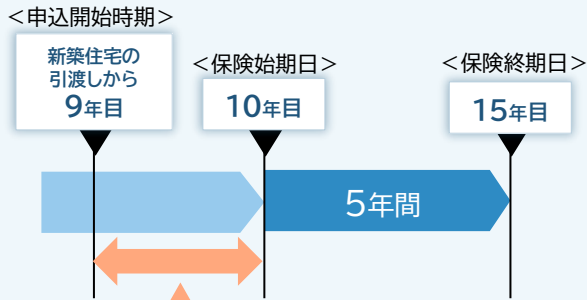 ＜申込開始時期＞
新築住宅の
引渡しから
9年目
＜保険始期日＞
10年目
＜保険終期日＞
15年目
5年間